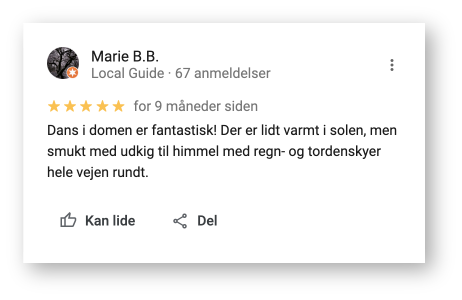 Marie B.B.
Local Guide · 67 anmeldelser
for 9 måneder siden
Dans i domen er fantastisk! Der er lidt varmt i solen, men
smukt med udkig til himmel med regn- og tordenskyer
hele vejen rundt.
Kan lide Del